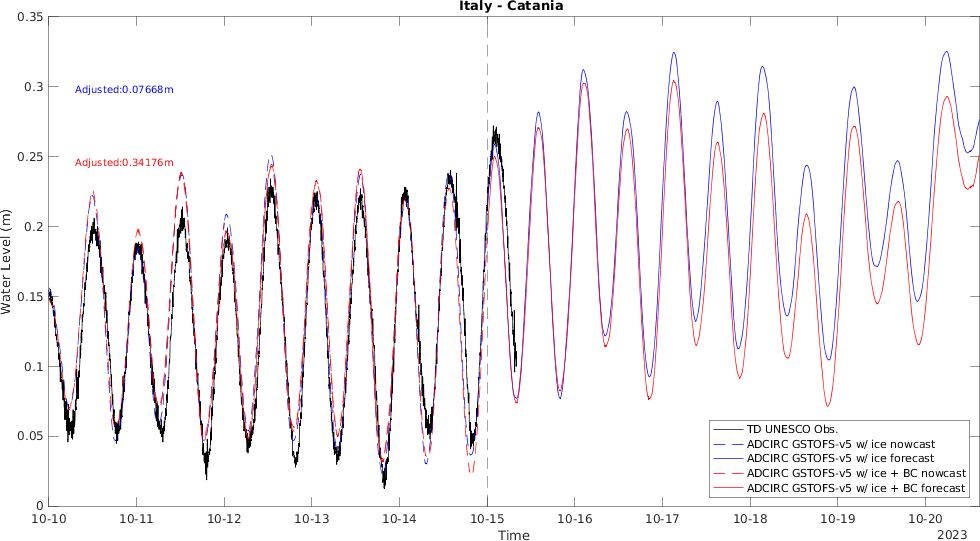 Italy - Catania
0.35
0.3
0.25
0.2
0.15
0.1
0.05
0
Water Level (m)
Adjusted:0.07668m
Adjusted:0.34176m
TD UNESCO Obs.
ADCIRC GSTOFS-v5 w/ ice nowcast
ADCIRC GSTOFS-v5 w/ ice forecast
ADCIRC GSTOFS-v5 w/ ice + BC nowcast
ADCIRC GSTOFS-v5 w/ ice + BC forecast
10-10 10-11 10-12 10-13 10-14 10-15 10-16 10-17 10-18 10-19 10-20
Time
2023